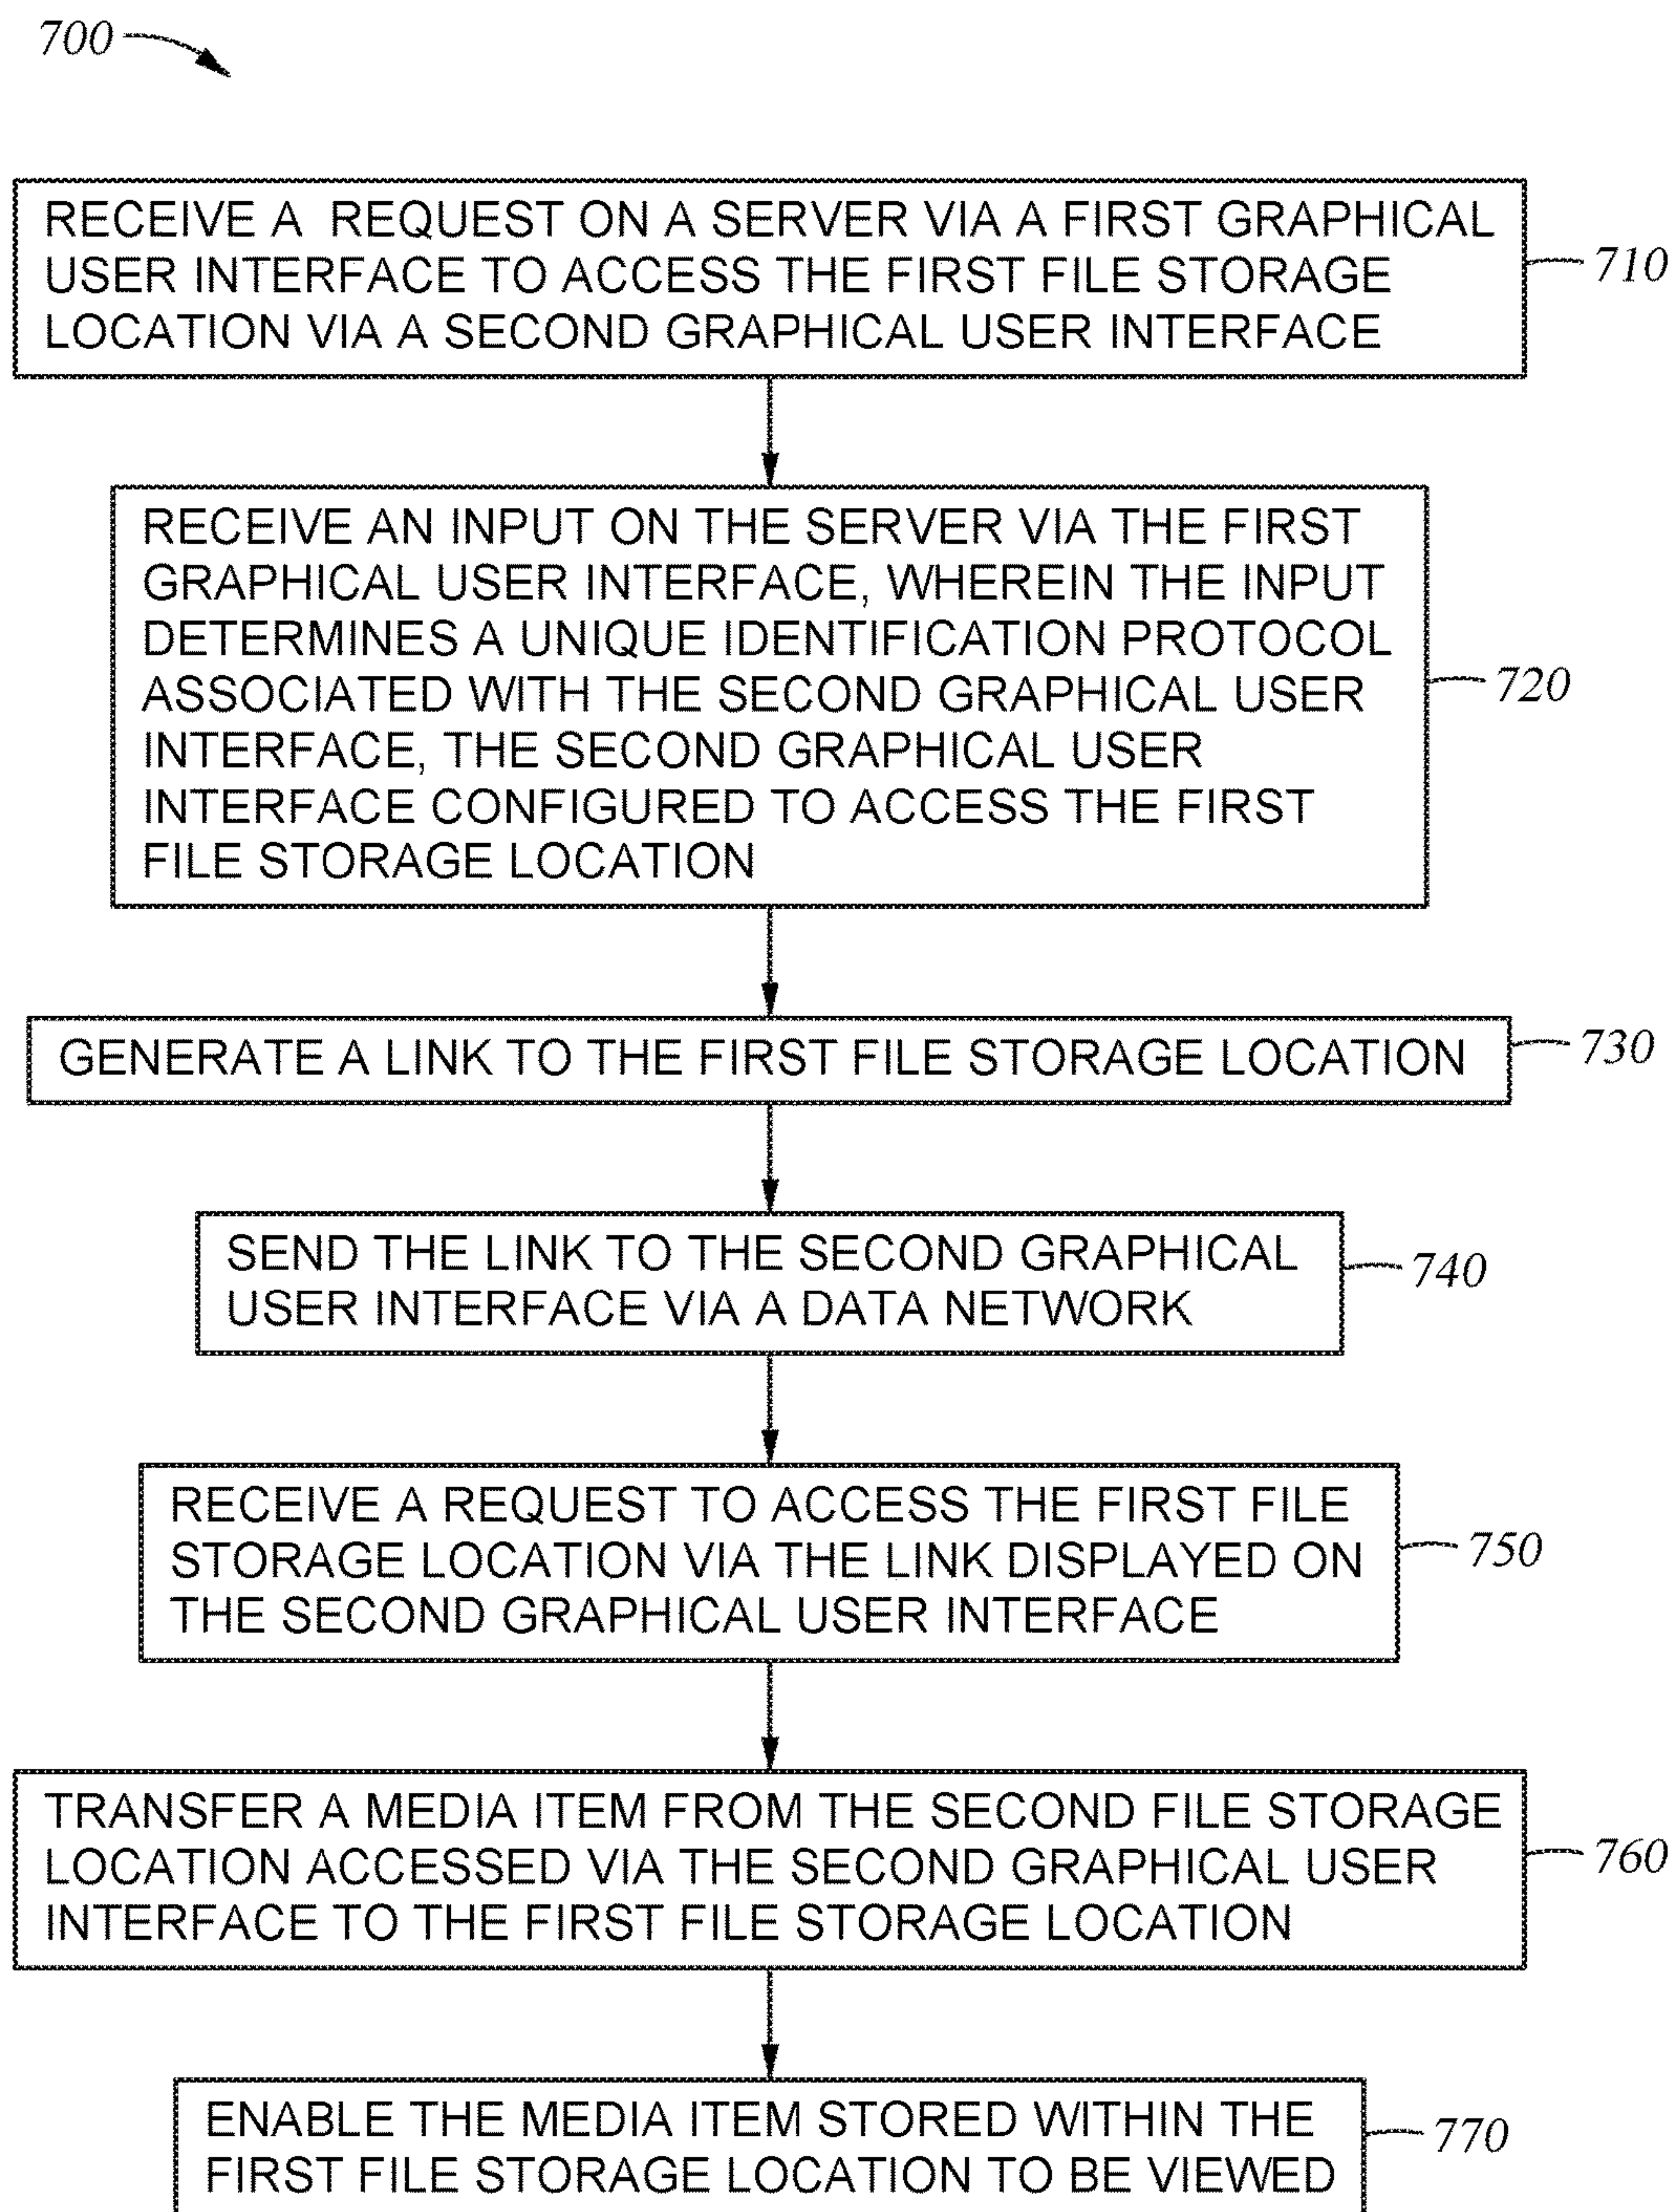 700
RECEIVE A REQUEST ON A SERVER VIA A FIRST GRAPHICAL
USER INTERFACE TO ACCESS THE FIRST FILE STORAGE
LOCATION VIA A SECOND GRAPHICAL USER INTERFACE
710
RECEIVE AN INPUT ON THE SERVER VIA THE FIRST
GRAPHICAL USER INTERFACE, WHEREIN THE INPUT
DETERMINES A UNIQUE IDENTIFICATION PROTOCOL
ASSOCIATED WITH THE SECOND GRAPHICAL USER
INTERFACE, THE SECOND GRAPHICAL USER
INTERFACE CONFIGURED TO ACCESS THE FIRST
FILE STORAGE LOCATION
720
GENERATE A LINK TO THE FIRST FILE STORAGE LOCATION
730
SEND THE LINK TO THE SECOND GRAPHICAL
USER INTERFACE VIA A DATA NETWORK
740
RECEIVE A REQUEST TO ACCESS THE FIRST FILE
STORAGE LOCATION VIA THE LINK DISPLAYED ON
THE SECOND GRAPHICAL USER INTERFACE
750
TRANSFER A MEDIA ITEM FROM THE SECOND FILE STORAGE
LOCATION ACCESSED VIA THE SECOND GRAPHICAL USER
INTERFACE TO THE FIRST FILE STORAGE LOCATION
760
ENABLE THE MEDIA ITEM STORED WITHIN THE
FIRST FILE STORAGE LOCATION TO BE VIEWED
770